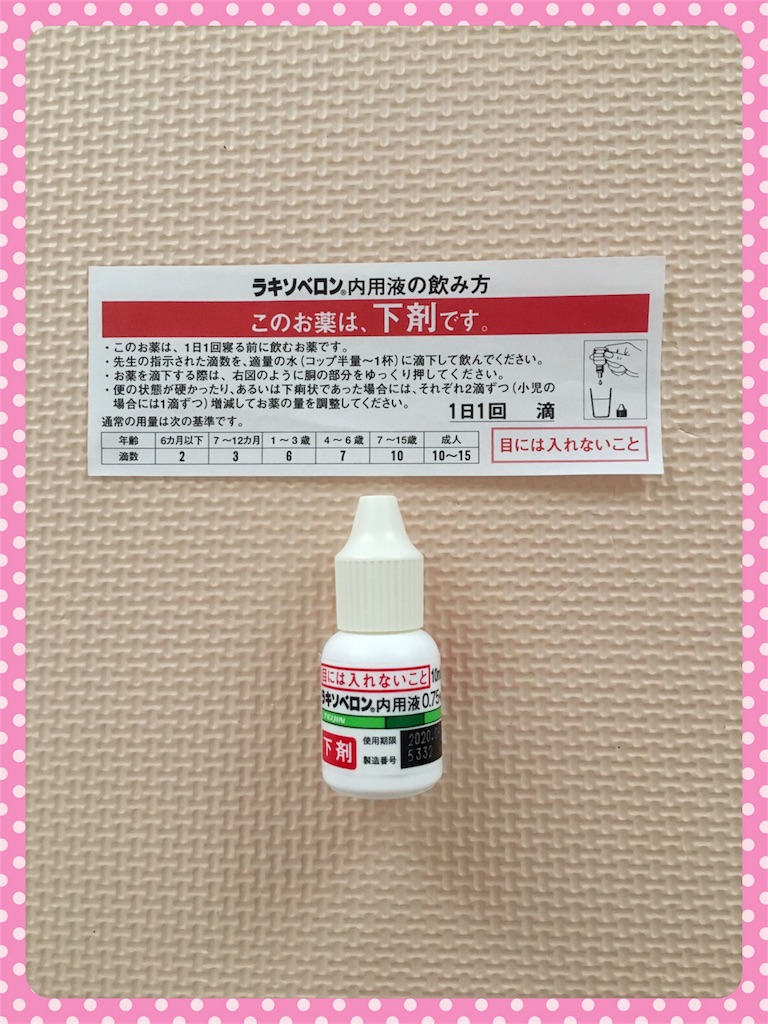 ラキソベロン®内用液の飲み方
このお薬は、下剤です。
・このお薬は、1日1回寝る前に飲むお薬です。
・先生の指示された滴数を、適量の水(コップ半量〜1杯)に滴下して飲んでください。
・お薬を滴下する際は、右図のように胴の部分をゆっくり押してください。
・便の状態が硬かったり、あるいは下痢状であった場合には、それぞれ2滴ずつ(小児の
場合には1滴ずつ)増減してお薬の量を調整してください。
1日1回 滴
通常の用量は次の基準です。
年齢 6カ月以下 7〜12カ月 1〜3歳 4〜6歳 7〜15歳 成人
滴数 2 3 6 7 10 10〜15
目には入れないこと
目には入れないこと 10m
ラキソベロン®内用液0.75
TEIJIN
下剤
使用期限 2020.
製造番号 5332